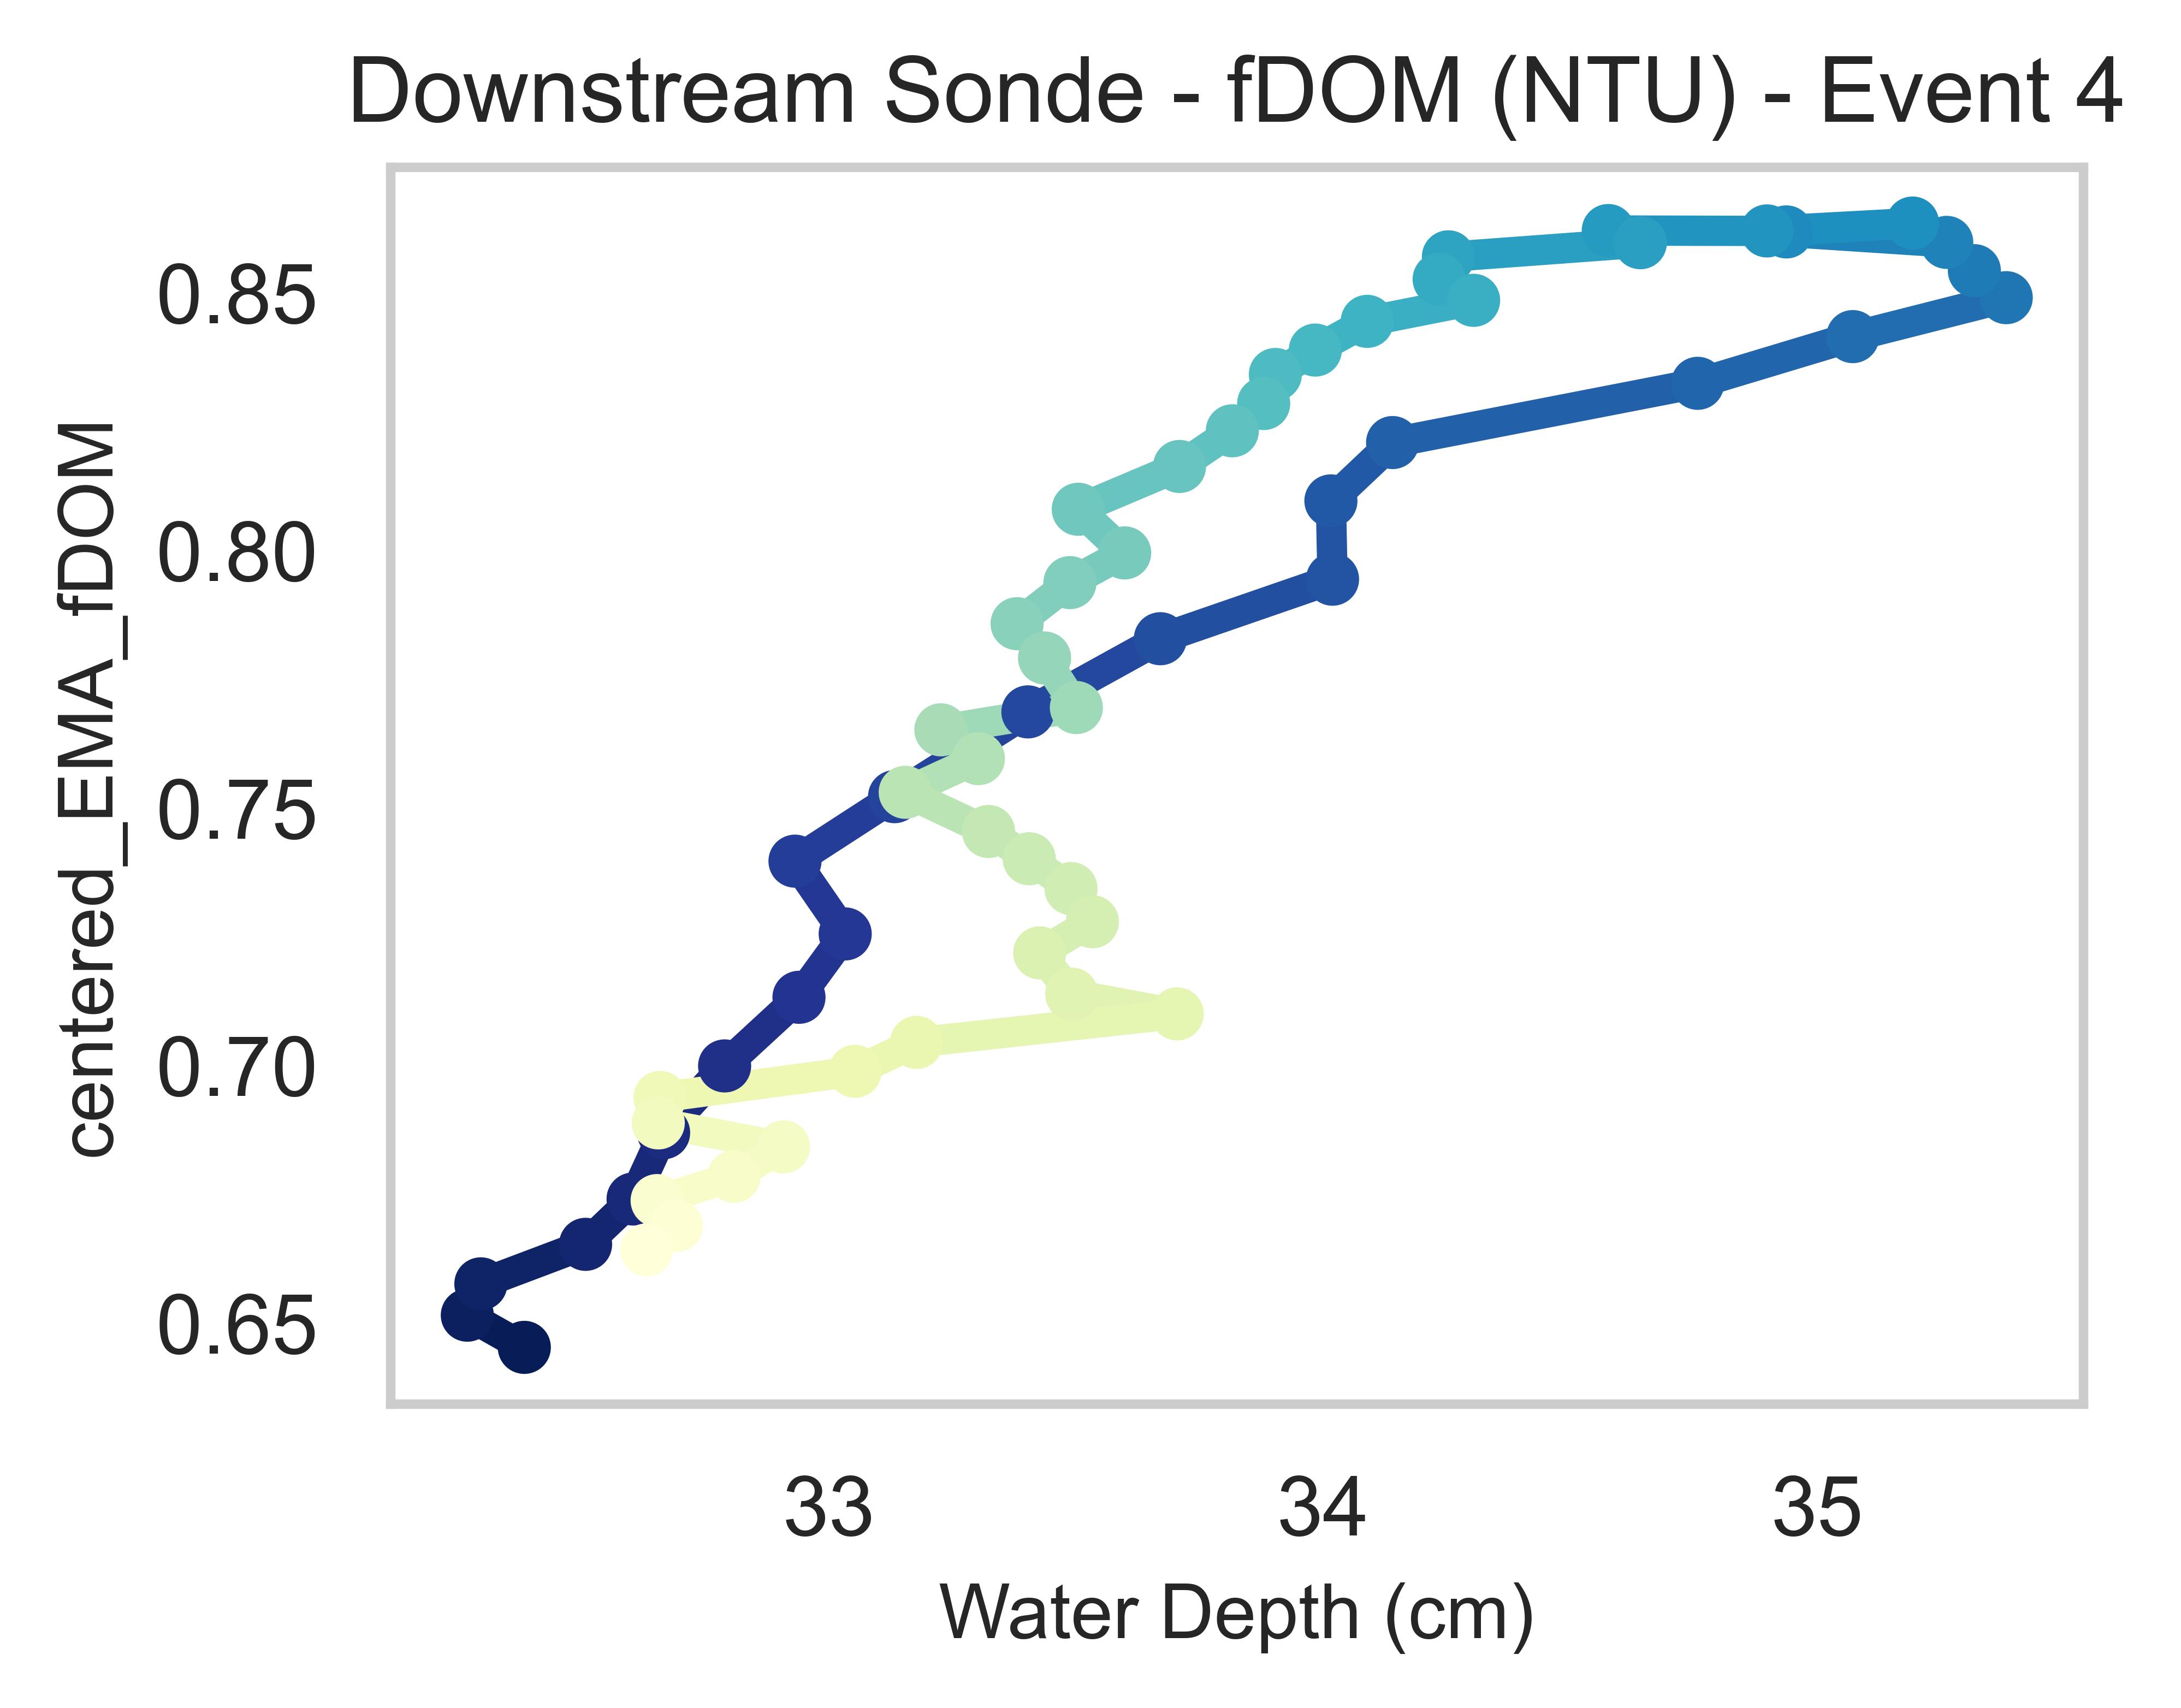 Downstream Sonde - fDOM (NTU) - Event 4
centered_EMA_fDOM
0.85
0.80
0.75
0.70
0.65
33 34 35
Water Depth (cm)